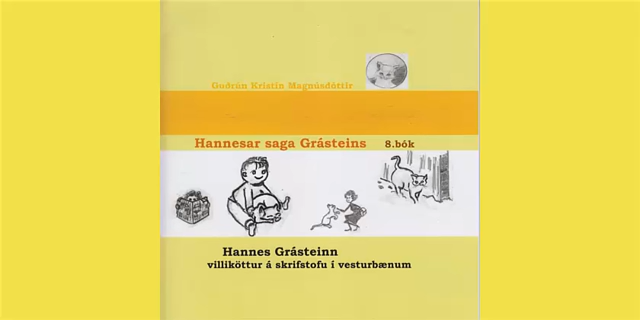 Guðrún Kristín Magnúsdóttir
Hannesar saga Grásteins 8.bók
Hannes Grásteinn
villiköttur á skrifstofu í vesturbænum